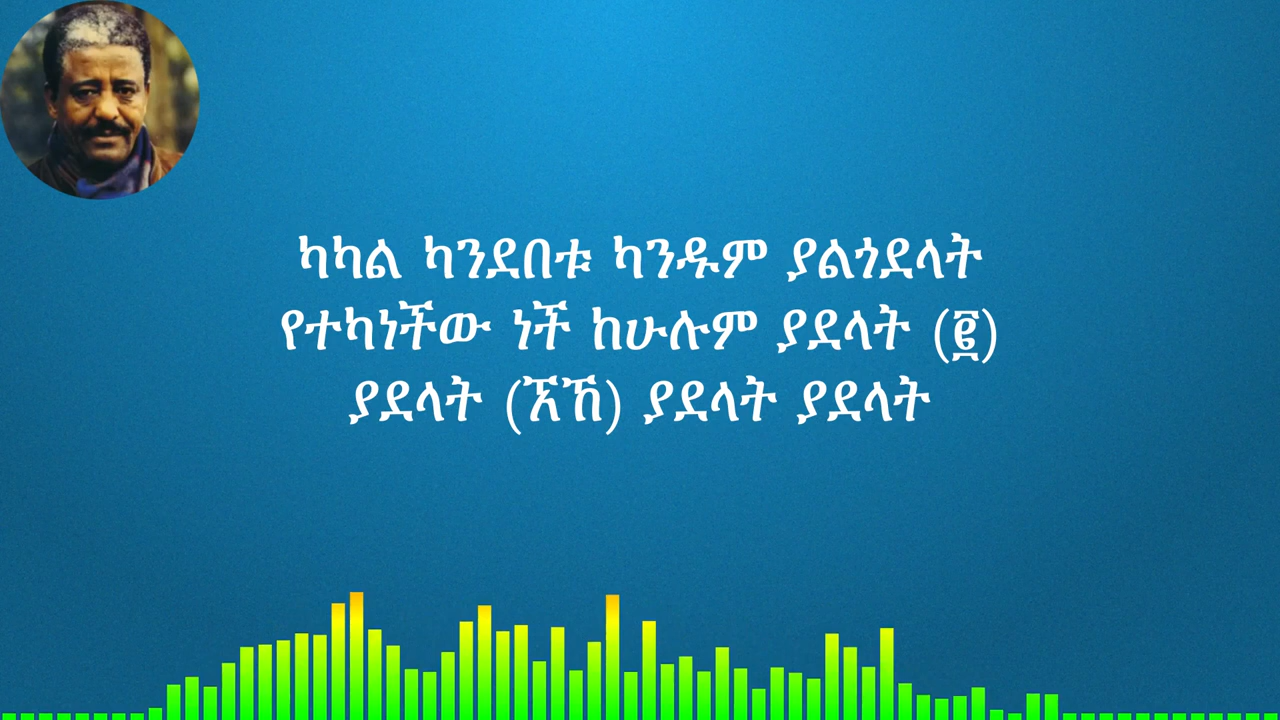 ካካል ካንደበቱ ካንዱም ያልጎደላት
የተካነችው ነች ከሁሉም ያደላት (፪)
ያደላት (ኧኸ) ያደላት ያደላት